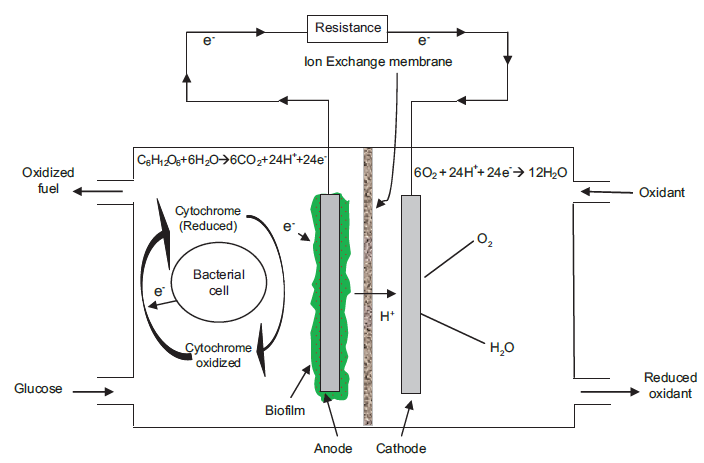 Resistance
e⁻
e⁻
Ion Exchange membrane
C₆H₁₂O₆+6H₂O→6CO₂+24H⁺+24e⁻
6O₂+24H⁺+24e⁻→ 12H₂O
Oxidized
fuel
Oxidant
Cytochrome
(Reduced)
e⁻
O₂
Bacterial
cell
e⁻
H⁺
Cytochrome
oxidized
H₂O
Glucose
Reduced
oxidant
Biofilm
Anode
Cathode